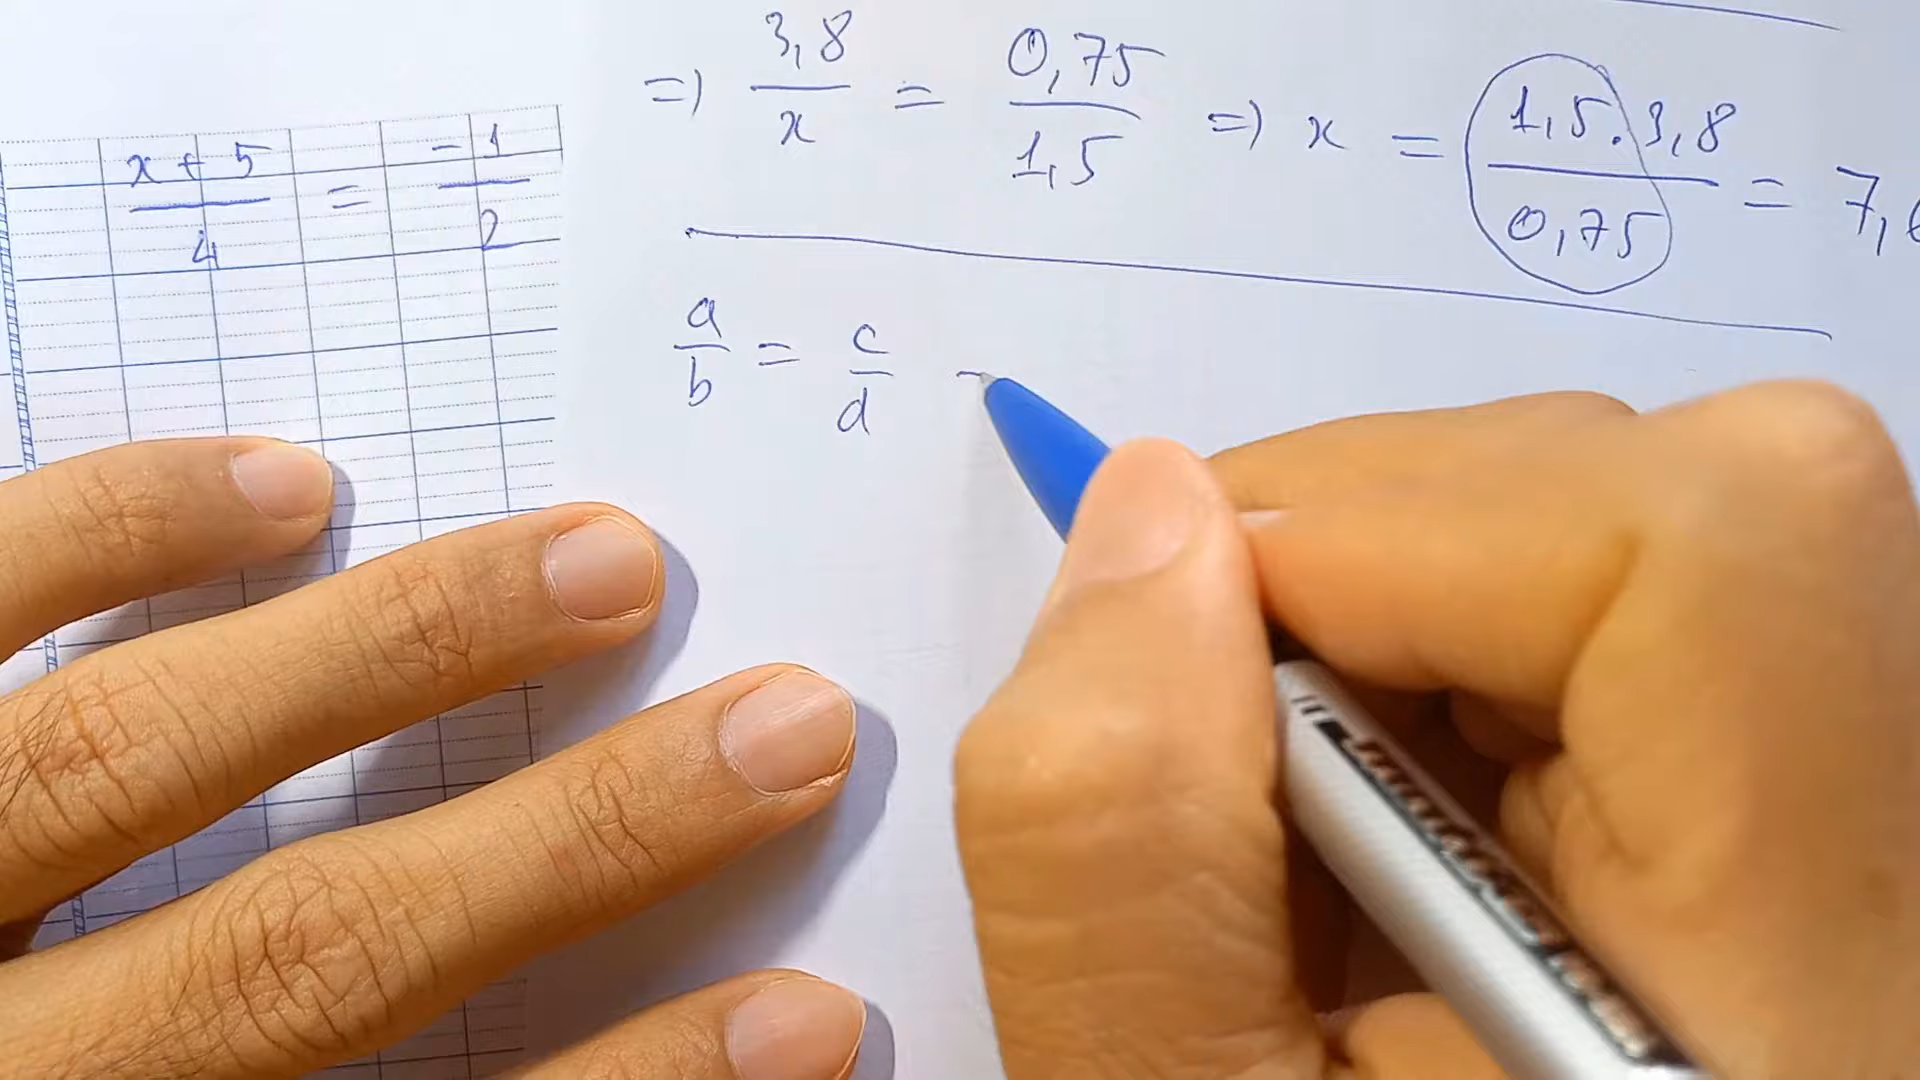 =) 3,8/x = 0,75/1,5 =) x = 1,5.3,8/0,75 = 7,6
x + 5/4 = -1/2
a/b = c/d -